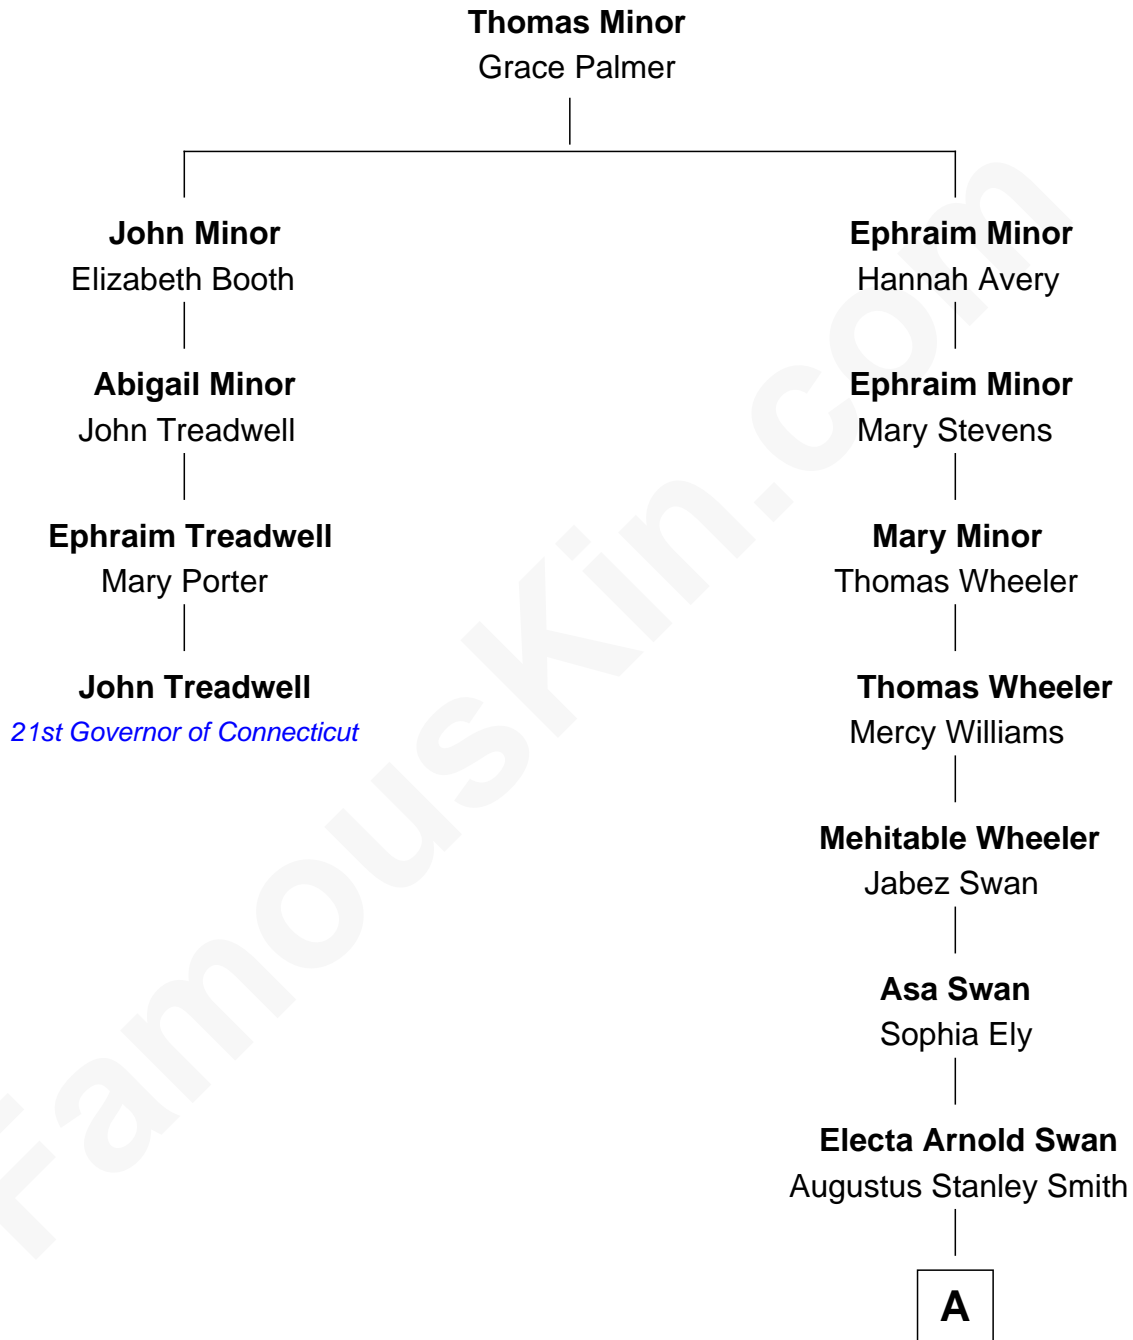 Thomas Minor
Grace Palmer
John Minor
Elizabeth Booth
Ephraim Minor
Hannah Avery
Abigail Minor
John Treadwell
Ephraim Minor
Mary Stevens
Ephraim Treadwell
Mary Porter
Mary Minor
Thomas Wheeler
John Treadwell
21st Governor of Connecticut
Thomas Wheeler
Mercy Williams
Mehitable Wheeler
Jabez Swan
Asa Swan
Sophia Ely
Electa Arnold Swan
Augustus Stanley Smith
A
FamousKin.com